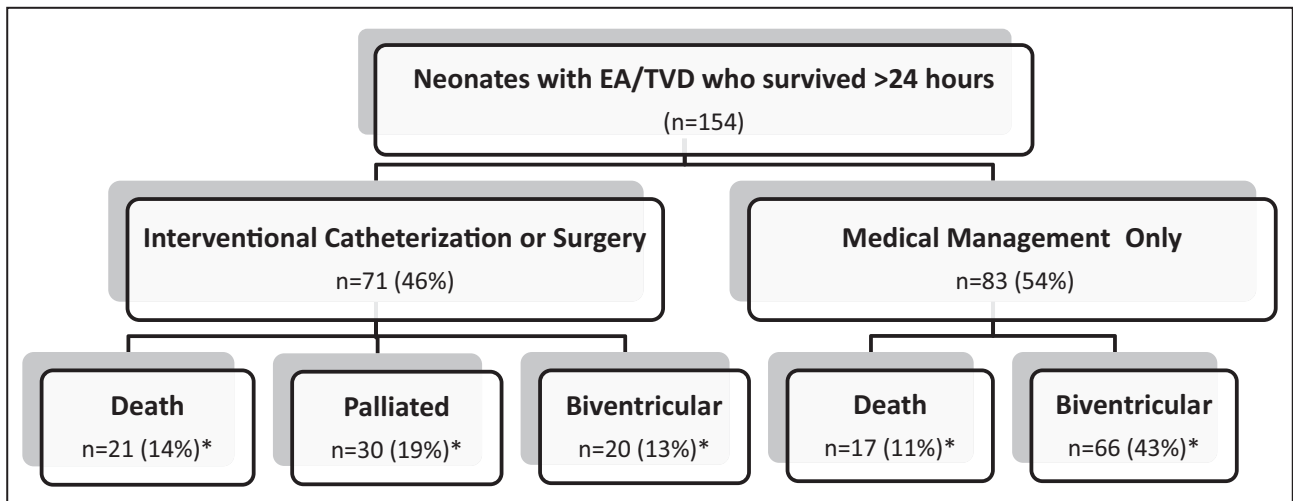 Neonates with EA/TVD who survived >24 hours
(n=154)
Interventional Catheterization or Surgery
n=71 (46%)
Medical Management Only
n=83 (54%)
Death
n=21 (14%)*
Palliated
n=30 (19%)*
Biventricular
n=20 (13%)*
Death
n=17 (11%)*
Biventricular
n=66 (43%)*